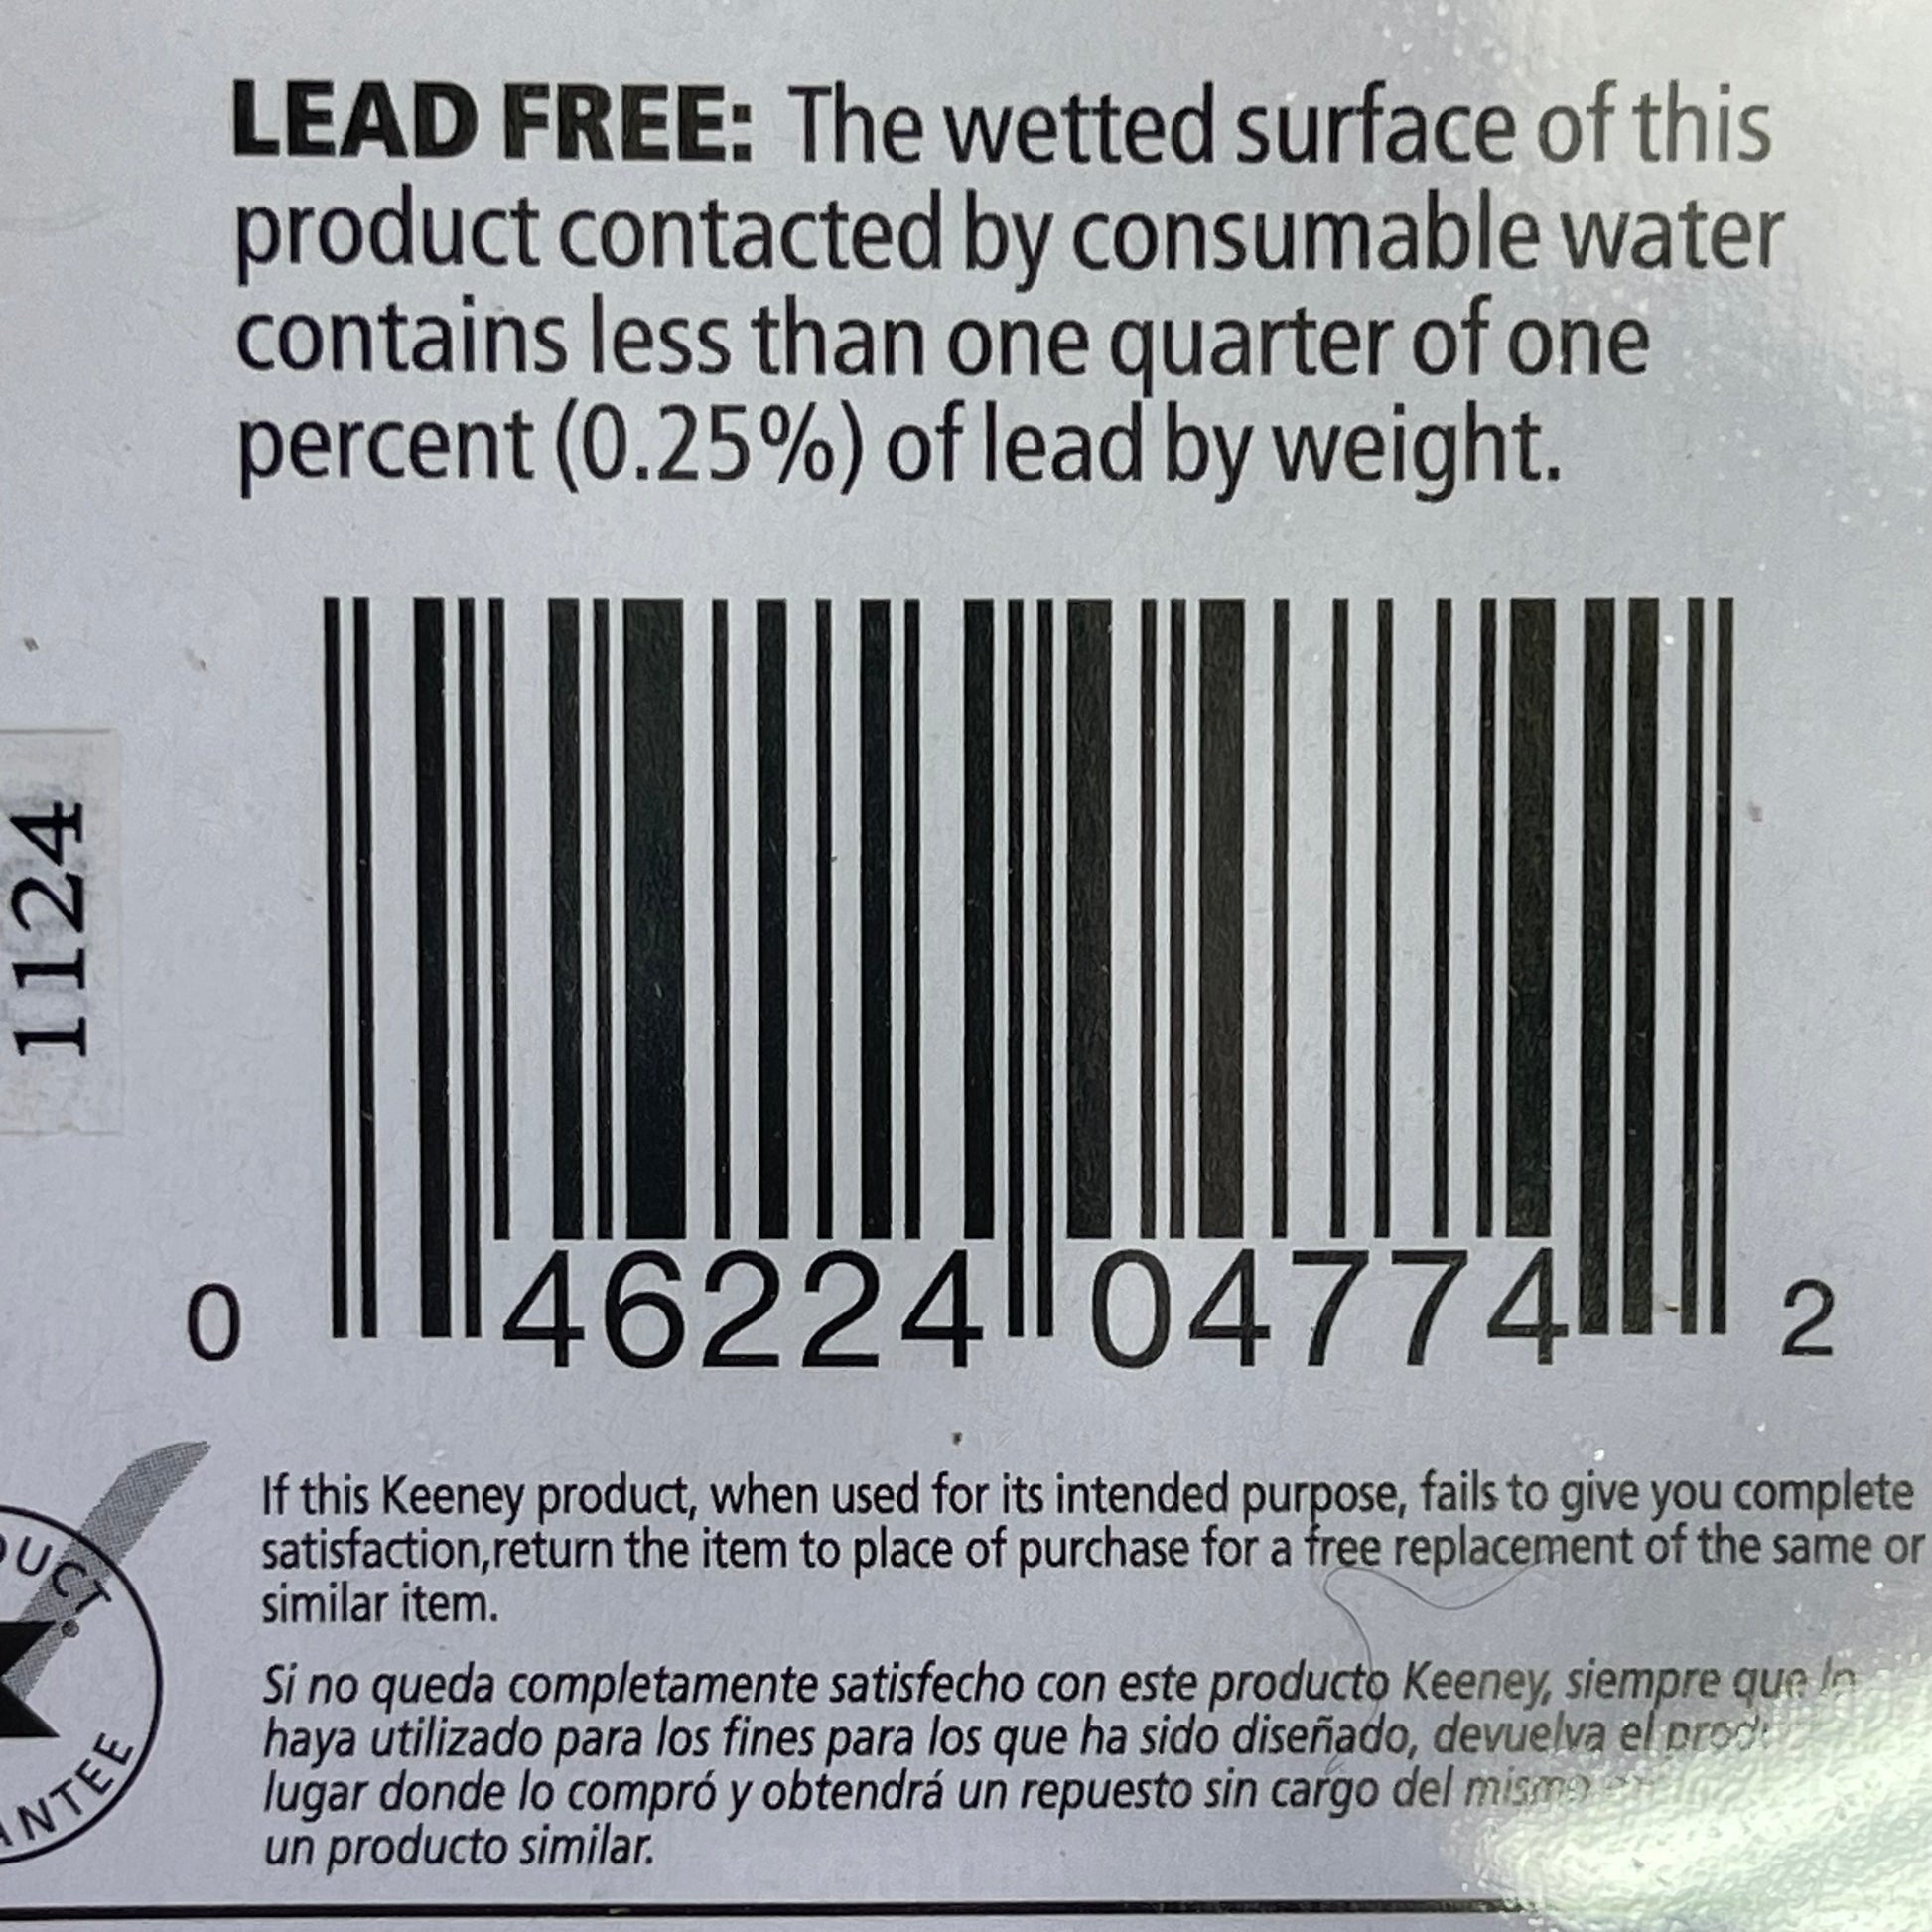 LEAD FREE: The wetted surface of this
product contacted by consumable water
contains less than one quarter of one
percent (0.25%) of lead by weight.
1124
0 46224 04774 2
If this Keeney product, when used for its intended purpose, fails to give you complete
satisfaction,return the item to place of purchase for a free replacement of the same or
similar item.
Si no queda completamente satisfecho con este producto Keeney, siempre que lo
haya utilizado para los fines para los que ha sido diseñado, devuelva el
lugar donde lo compró y obtendrá un repuesto sin cargo del mismo
un producto similar.